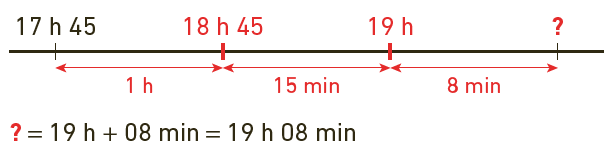 17 h 45 18 h 45 19 h ?
1 h 15 min 8 min
? = 19 h + 08 min = 19 h 08 min